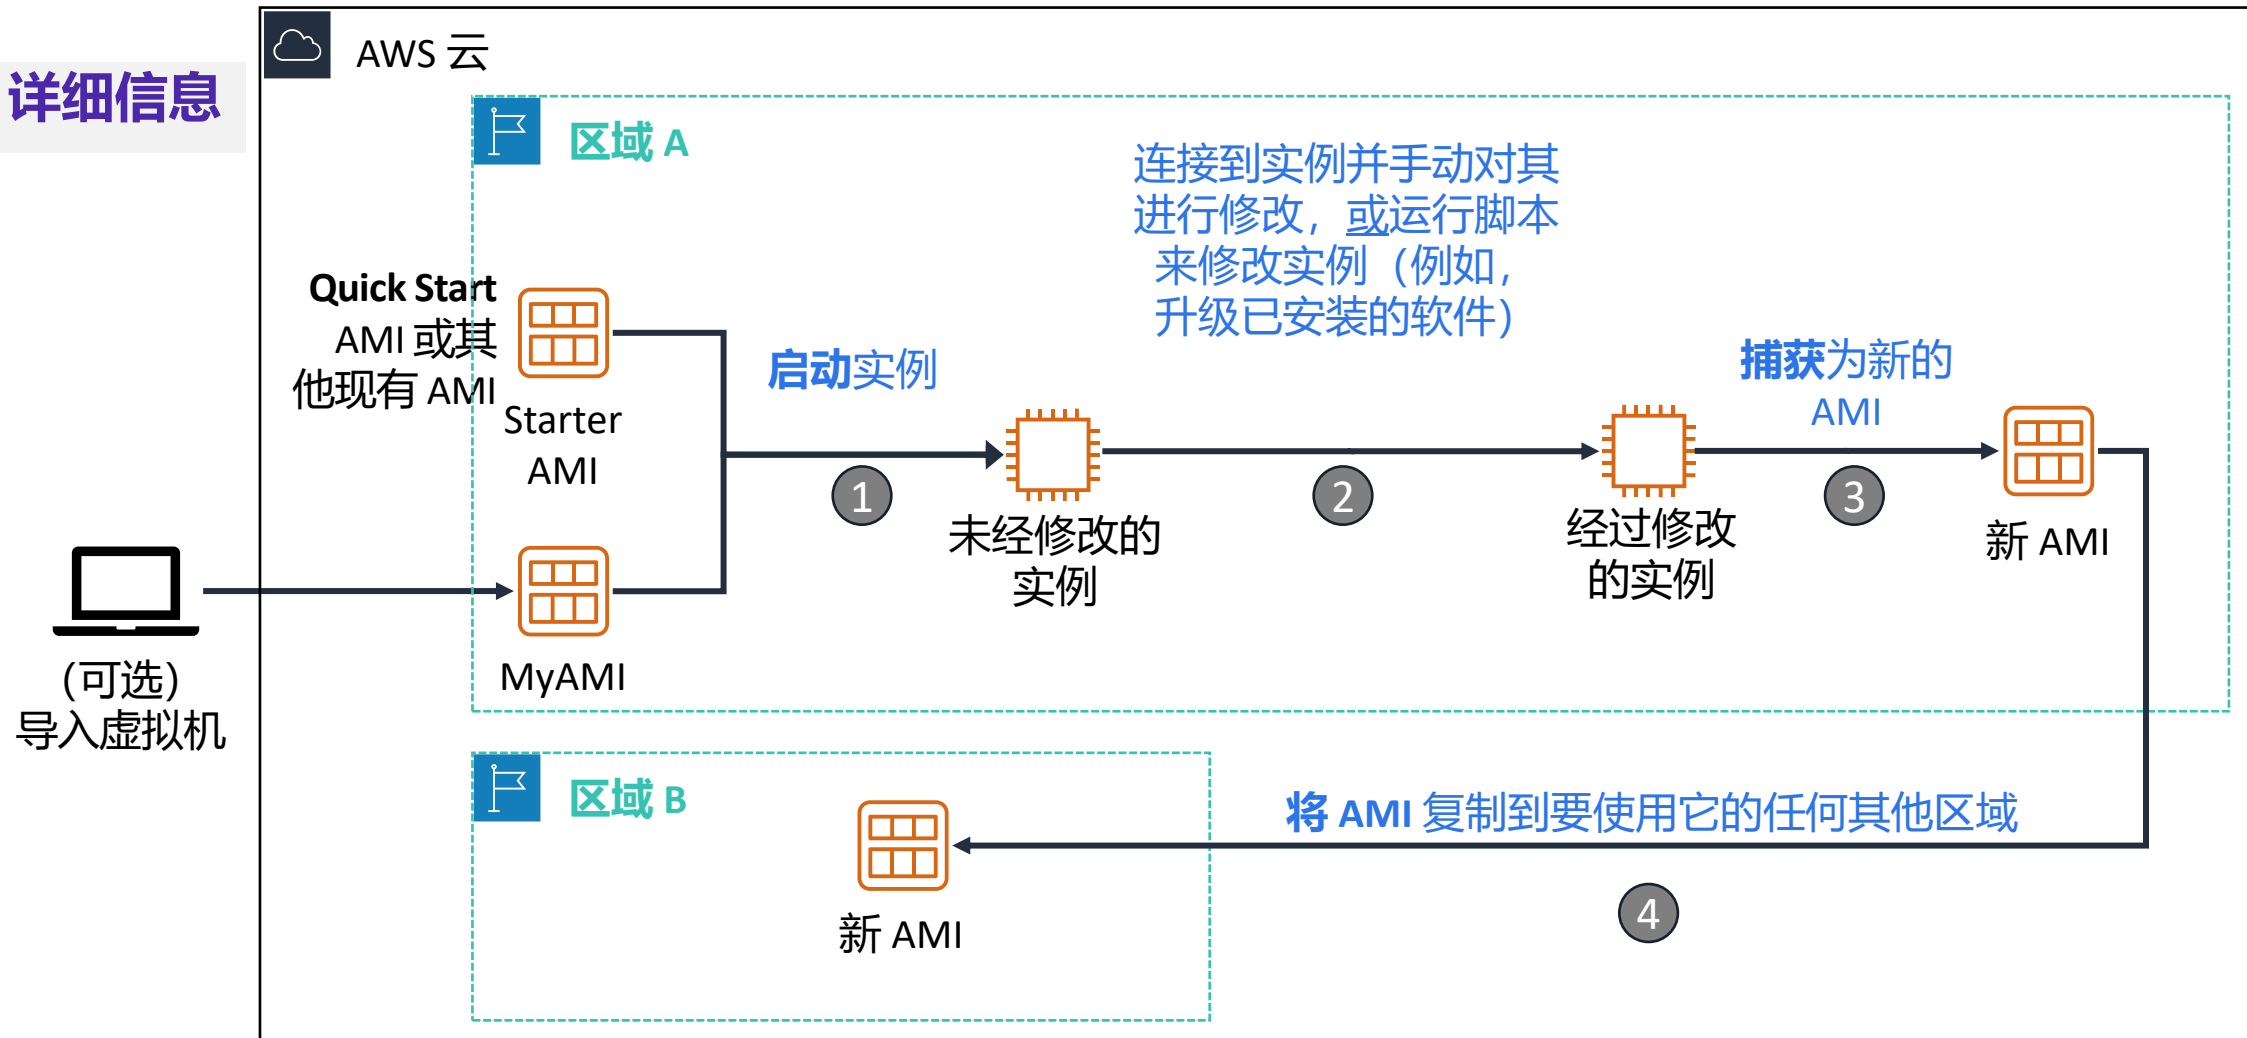 详细信息
AWS 云
区域 A
连接到实例并手动对其
进行修改，或运行脚本
来修改实例（例如，
升级已安装的软件）
Quick Start
AMI 或其
他现有 AMI
Starter
AMI
启动实例
捕获为新的
AMI
1
2
3
未经修改的
实例
经过修改
的实例
新 AMI
MyAMI
(可选)
导入虚拟机
区域 B
将 AMI 复制到要使用它的任何其他区域
新 AMI
4